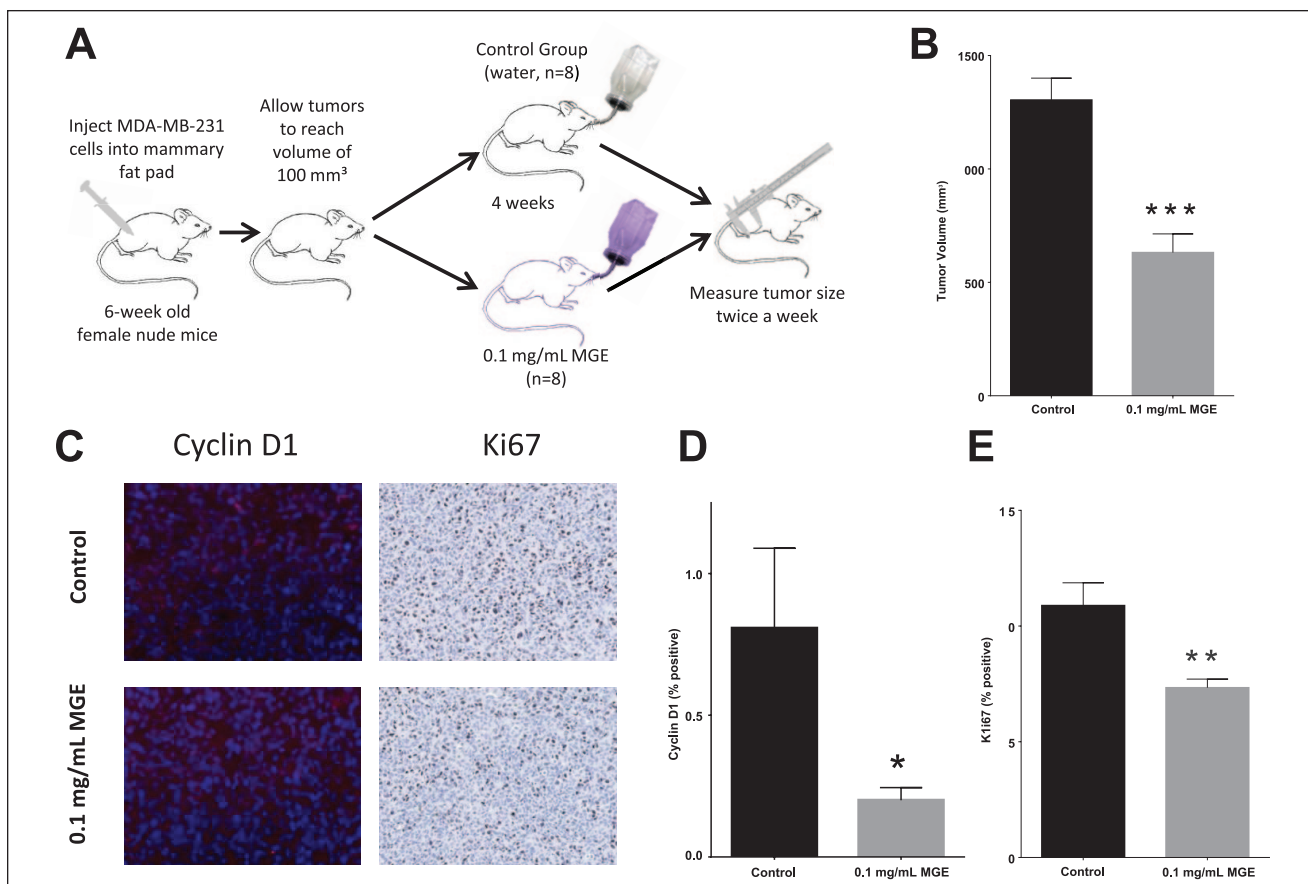 A
Inject MDA-MB-231
cells into mammary
fat pad
6-week old
female nude mice
Allow tumors
to reach
volume of
100 mm³
Control Group
(water, n=8)
4 weeks
0.1 mg/mL MGE
(n=8)
Measure tumor size
twice a week
B
Tumor Volume (mm³)
1500
000
500
0
***
Control
0.1 mg/mL MGE
C
Cyclin D1
Ki67
Control
0.1 mg/mL MGE
D
Cyclin D1 (% positive)
1.0
0.5
0.0
*
Control
0.1 mg/mL MGE
E
K1i67 (% positive)
1 5
0
5
0
**
Control
0.1 mg/mL MGE